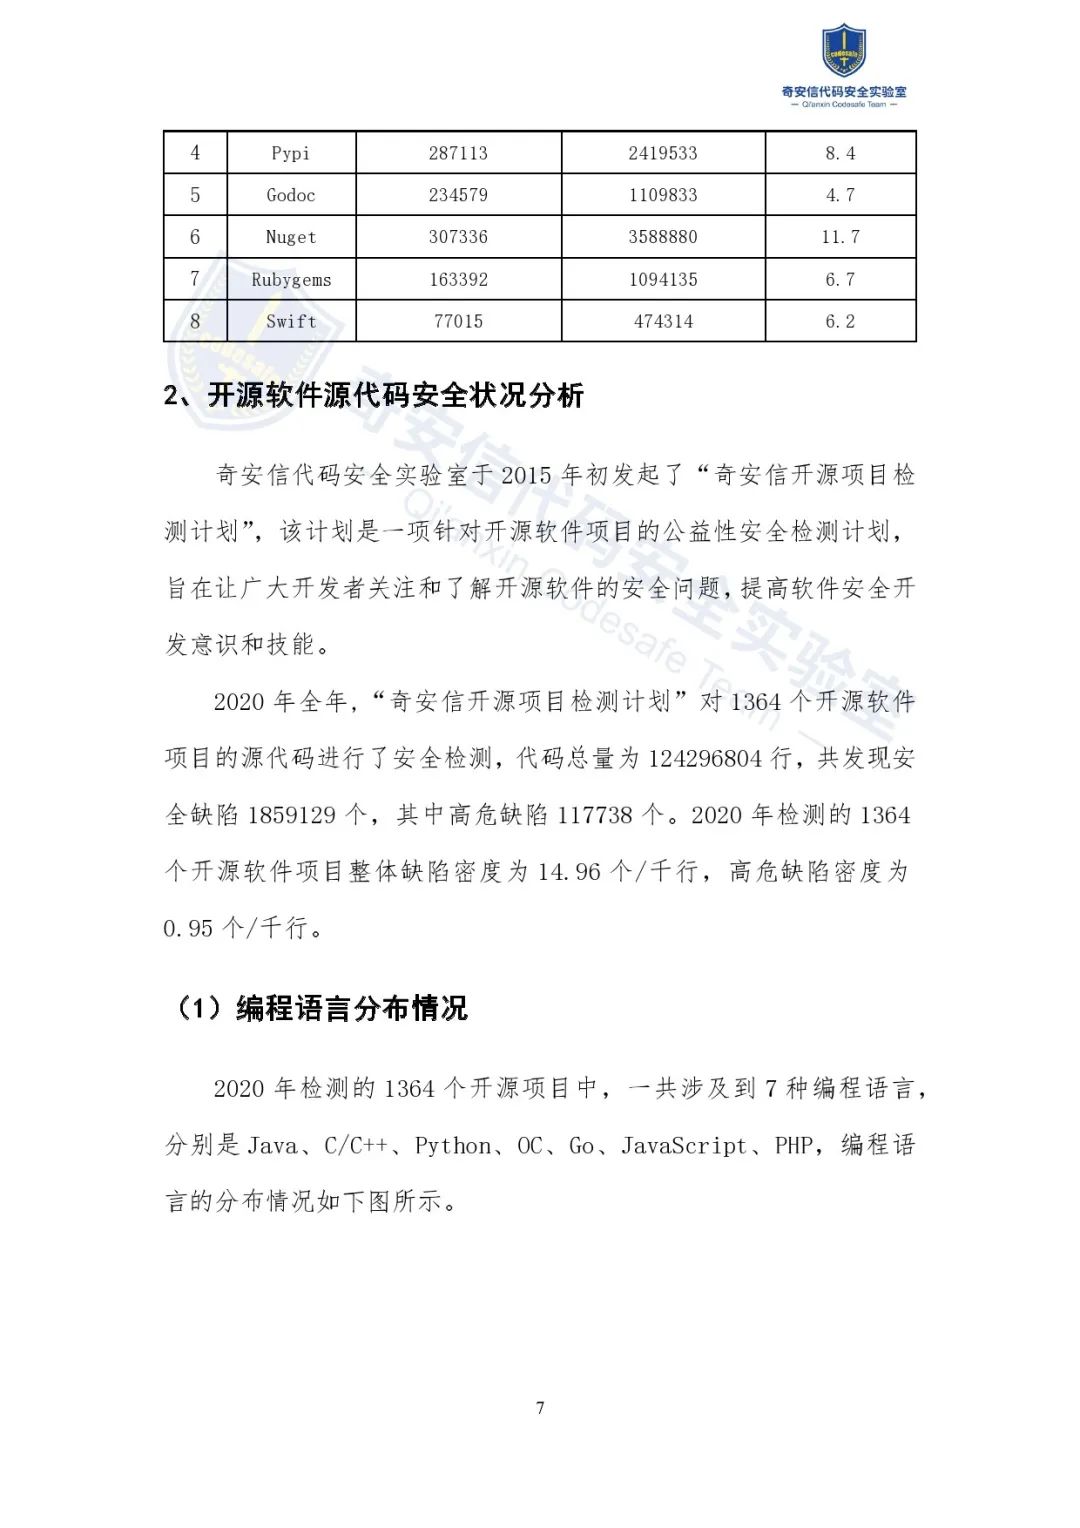 codesafe
奇安信代码安全实验室
— Qi'anxin Codesafe Team —
4 Pypi 287113 2419533 8.4
5 Godoc 234579 1109833 4.7
6 Nuget 307336 3588880 11.7
7 Rubygems 163392 1094135 6.7
8 Swift 77015 474314 6.2
2、开源软件源代码安全状况分析
奇安信代码安全实验室于 2015 年初发起了“奇安信开源项目检
测计划”，该计划是一项针对开源软件项目的公益性安全检测计划，
旨在让广大开发者关注和了解开源软件的安全问题，提高软件安全开
发意识和技能。
2020 年全年，“奇安信开源项目检测计划”对 1364 个开源软件
项目的源代码进行了安全检测，代码总量为 124296804 行，共发现安
全缺陷 1859129 个，其中高危缺陷 117738 个。2020 年检测的 1364
个开源软件项目整体缺陷密度为 14.96 个/千行，高危缺陷密度为
0.95 个/千行。
（1）编程语言分布情况
2020 年检测的 1364 个开源项目中，一共涉及到 7 种编程语言，
分别是 Java、C/C++、Python、OC、Go、JavaScript、PHP，编程语
言的分布情况如下图所示。
7
codesafe
奇安信代码安全实验室
— Qi'anxin Codesafe Team —